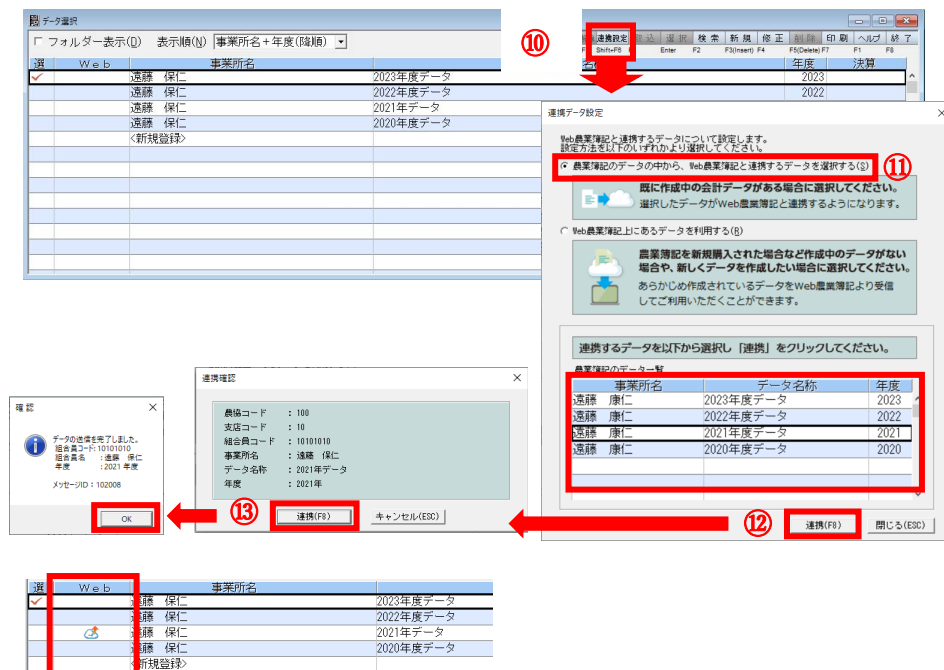 データ選択
フォルダー表示(D) 表示順(N) 事業所名+年度(降順)
⑩
連携設定 選択 検索 新規 修正 削除 印刷 ヘルプ 終了
Shift+F8 Enter F2 F3(Insert) F4 F5(Delete) F7 F1 F8
選 Web 事業所名 年度 決算
遠藤 保仁 2023年度データ 2023
遠藤 保仁 2022年度データ 2022
遠藤 保仁 2021年データ
遠藤 保仁 2020年度データ
<新規登録>
連携データ設定
Web農業簿記と連携するデータについて設定します。
設定方法を以下のいずれかより選択してください。
農業簿記のデータの中から、Web農業簿記と連携するデータを選択する(S)
⑪
既に作成中の会計データがある場合に選択してください。
選択したデータがWeb農業簿記と連携するようになります。
Web農業簿記上にあるデータを利用する(R)
農業簿記を新規購入された場合など作成中のデータがない
場合や、新しくデータを作成したい場合に選択してください。
あらかじめ作成されているデータをWeb農業簿記より受信
してご利用いただくことができます。
連携するデータを以下から選択し「連携」をクリックしてください。
農業簿記のデータ一覧
事業所名 データ名称 年度
遠藤 康仁 2023年度データ 2023
遠藤 康仁 2022年度データ 2022
遠藤 康仁 2021年度データ 2021
遠藤 康仁 2020年度データ 2020
⑫
連携(F8) 閉じる(ESC)
連携確認
農協コード : 100
支店コード : 10
組合員コード : 10101010
事業所名 : 遠藤 保仁
データ名称 : 2021年データ
年度 : 2021年
⑬
連携(F8) キャンセル(ESC)
確認
データの送信を完了しました。
組合員コード:10101010
組合員名 :遠藤 保仁
年度 :2021 年度
メッセージID:102008
OK
選 Web 事業所名
遠藤 保仁 2023年度データ
遠藤 保仁 2022年度データ
遠藤 保仁 2021年データ
遠藤 保仁 2020年度データ
<新規登録>